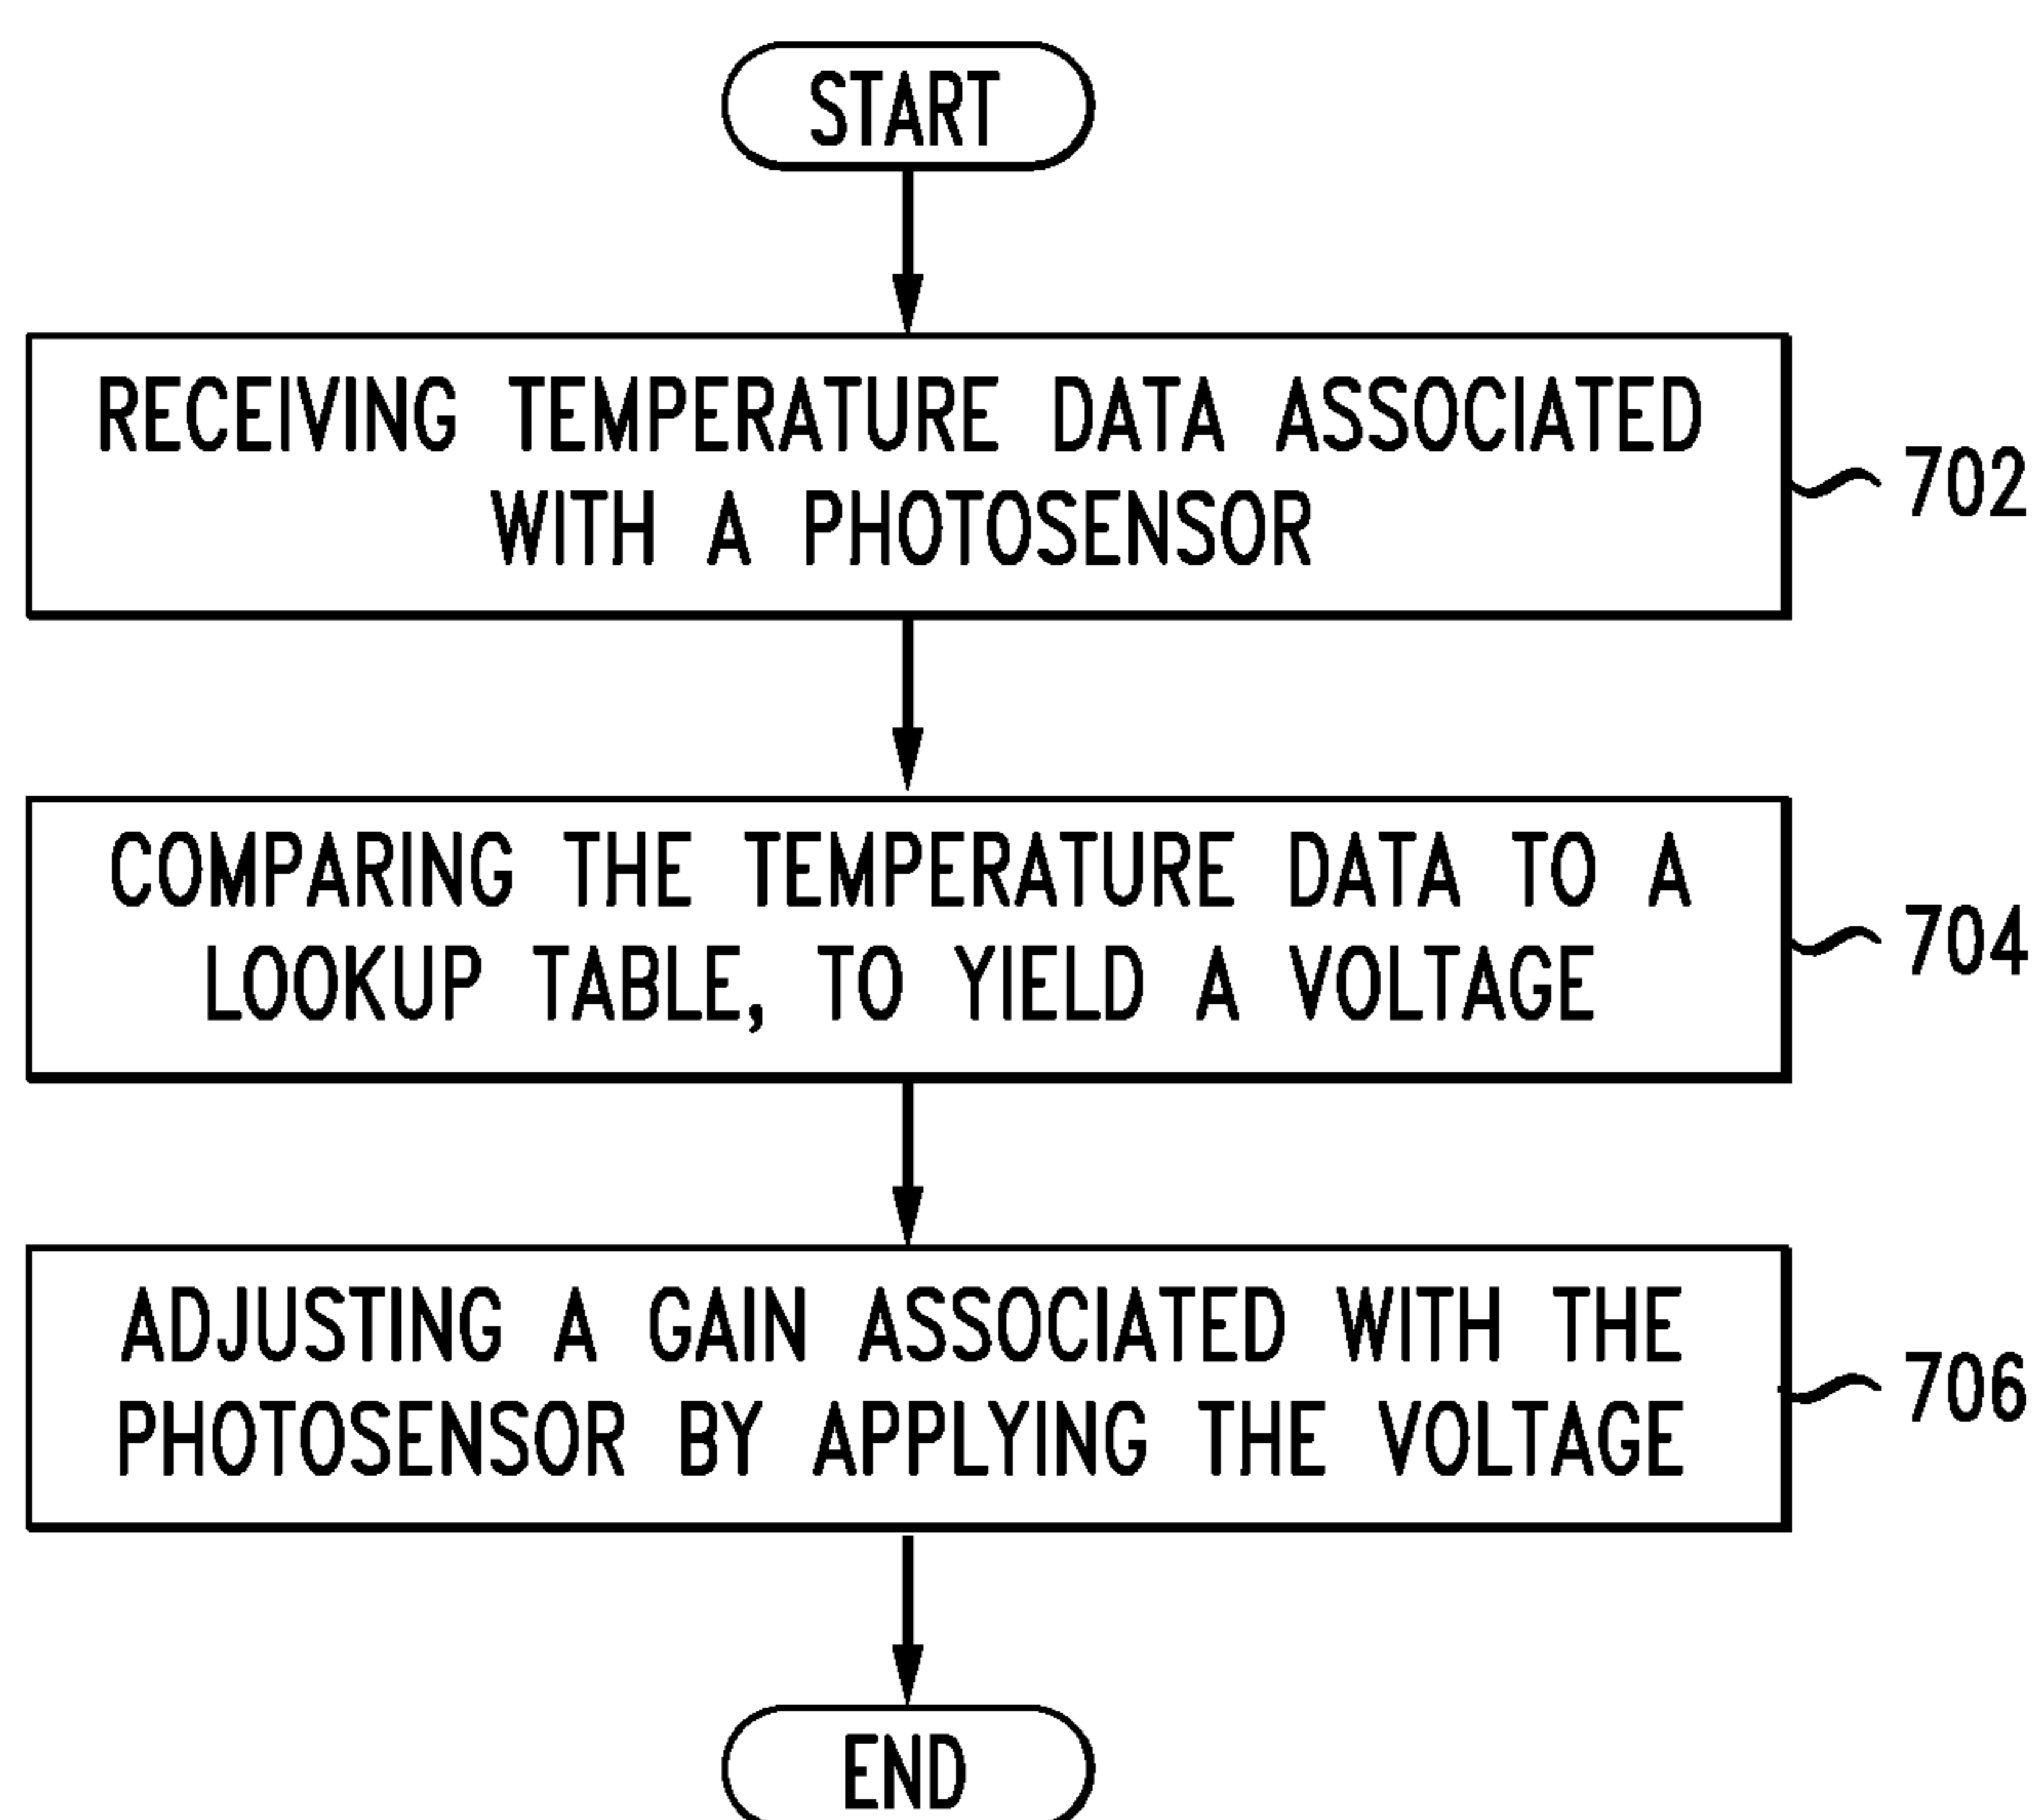 START
RECEIVING TEMPERATURE DATA ASSOCIATED
WITH A PHOTOSENSOR
702
COMPARING THE TEMPERATURE DATA TO A
LOOKUP TABLE, TO YIELD A VOLTAGE
704
ADJUSTING A GAIN ASSOCIATED WITH THE
PHOTOSENSOR BY APPLYING THE VOLTAGE
706
END